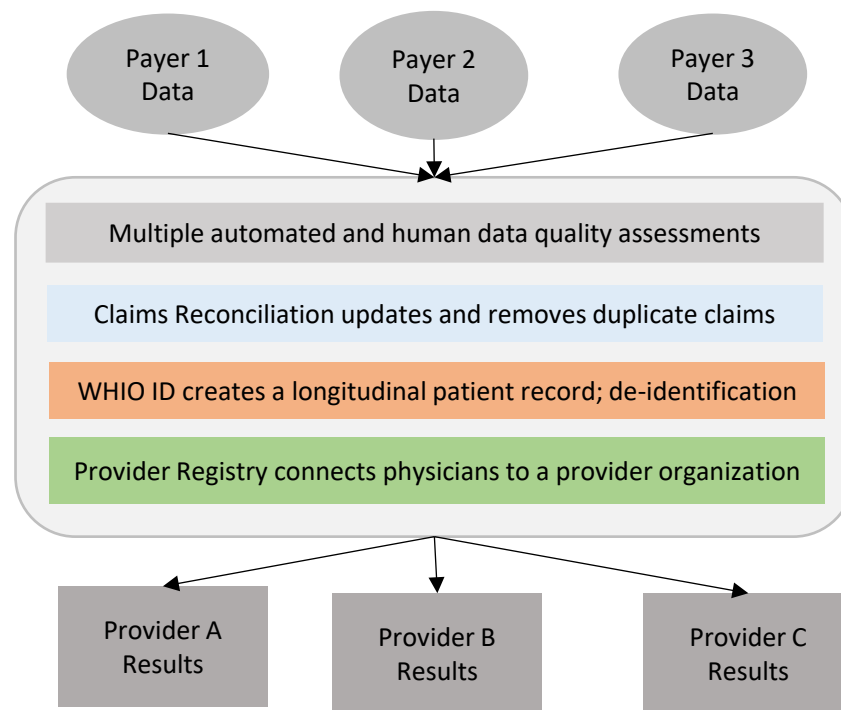 Payer 1
Data
Payer 2
Data
Payer 3
Data
Multiple automated and human data quality assessments
Claims Reconciliation updates and removes duplicate claims
WHIO ID creates a longitudinal patient record; de-identification
Provider Registry connects physicians to a provider organization
Provider A
Results
Provider B
Results
Provider C
Results